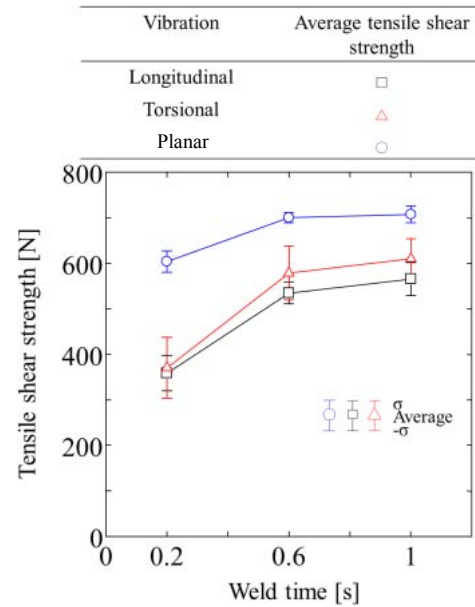 Vibration Average tensile shear
strength
Longitudinal
Torsional
Planar
800
600
400
200
0
0 0.2 0.6 1
Tensile shear strength [N]
Weld time [s]
σ
Average
-σ